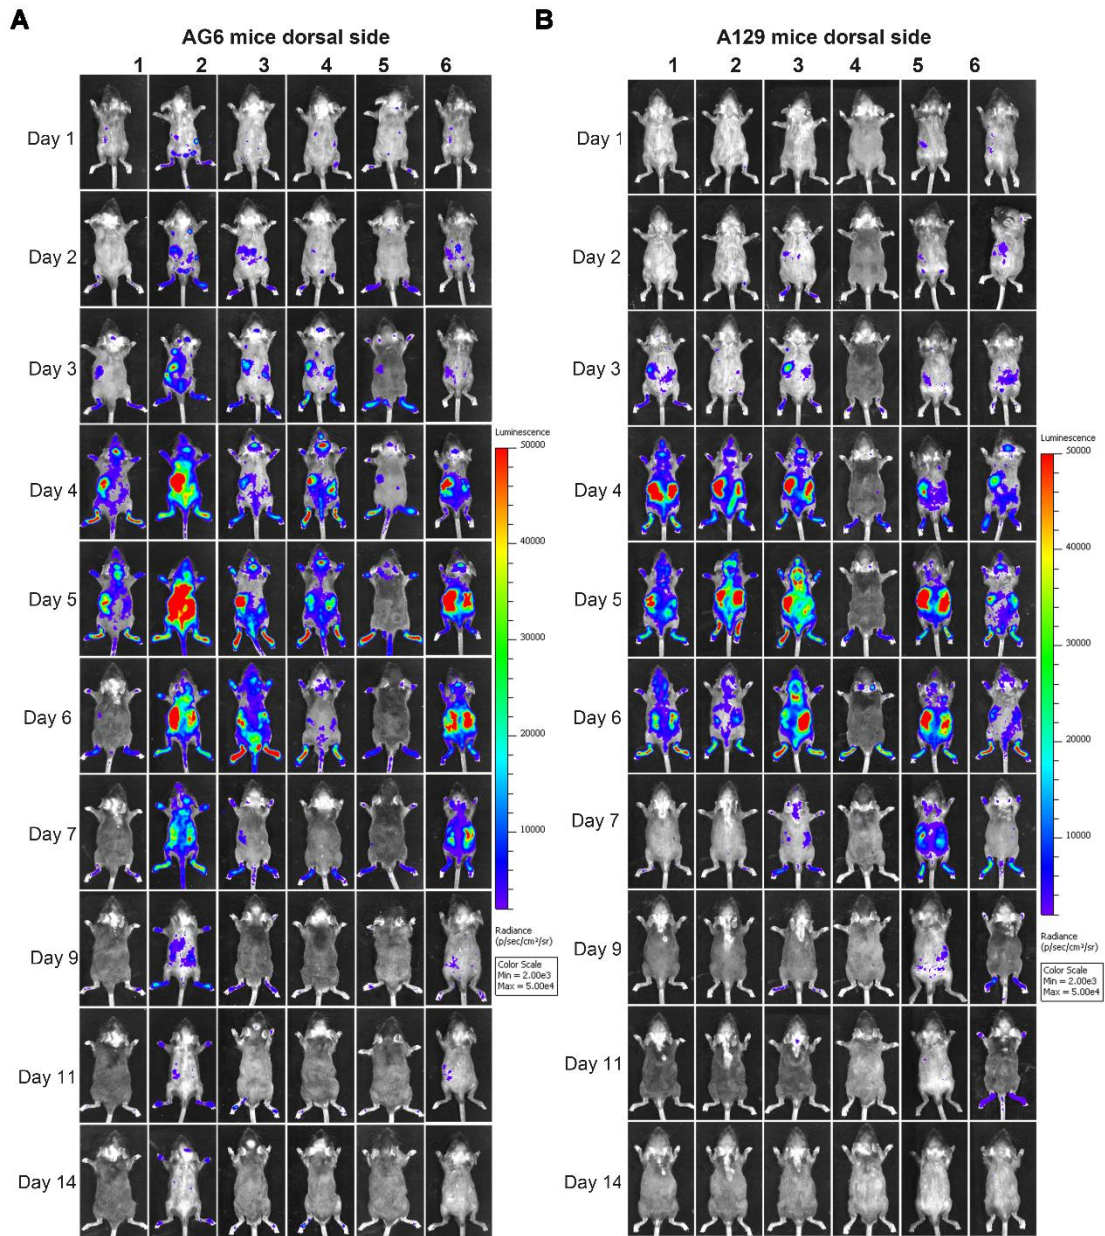 A
AG6 mice dorsal side
1 2 3 4 5 6
Day 1
Day 2
Day 3
Day 4
Day 5
Day 6
Day 7
Day 9
Day 11
Day 14
Luminescence
50000
40000
30000
20000
10000
Radiance
(p/sec/cm²/sr)
Color Scale
Min = 2.00e3
Max = 5.00e4
B
A129 mice dorsal side
1 2 3 4 5 6
Day 1
Day 2
Day 3
Day 4
Day 5
Day 6
Day 7
Day 9
Day 11
Day 14
Luminescence
50000
40000
30000
20000
10000
Radiance
(p/sec/cm²/sr)
Color Scale
Min = 2.00e3
Max = 5.00e4